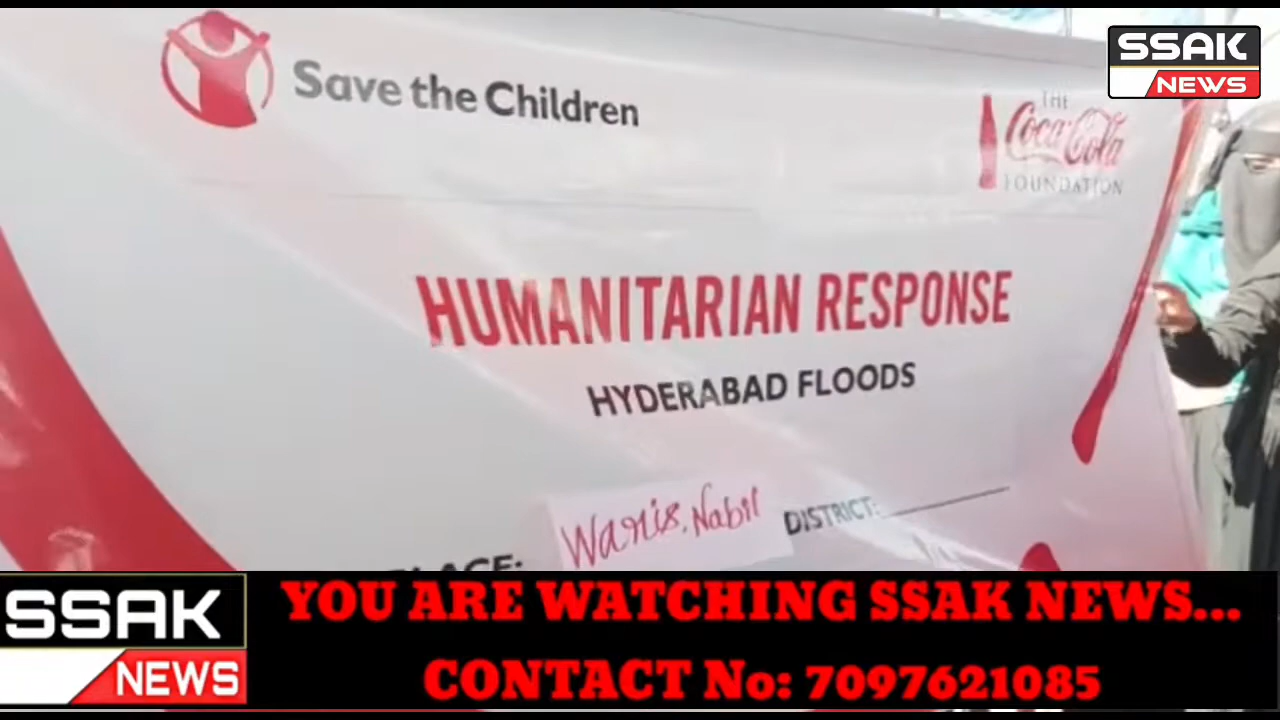 SSAK
NEWS
Save the Children
THE
Coca-Cola
FOUNDATION
HUMANITARIAN RESPONSE
HYDERABAD FLOODS
Waris. Nabil DISTRICT:
SSAK
NEWS
YOU ARE WATCHING SSAK NEWS...
CONTACT No: 7097621085